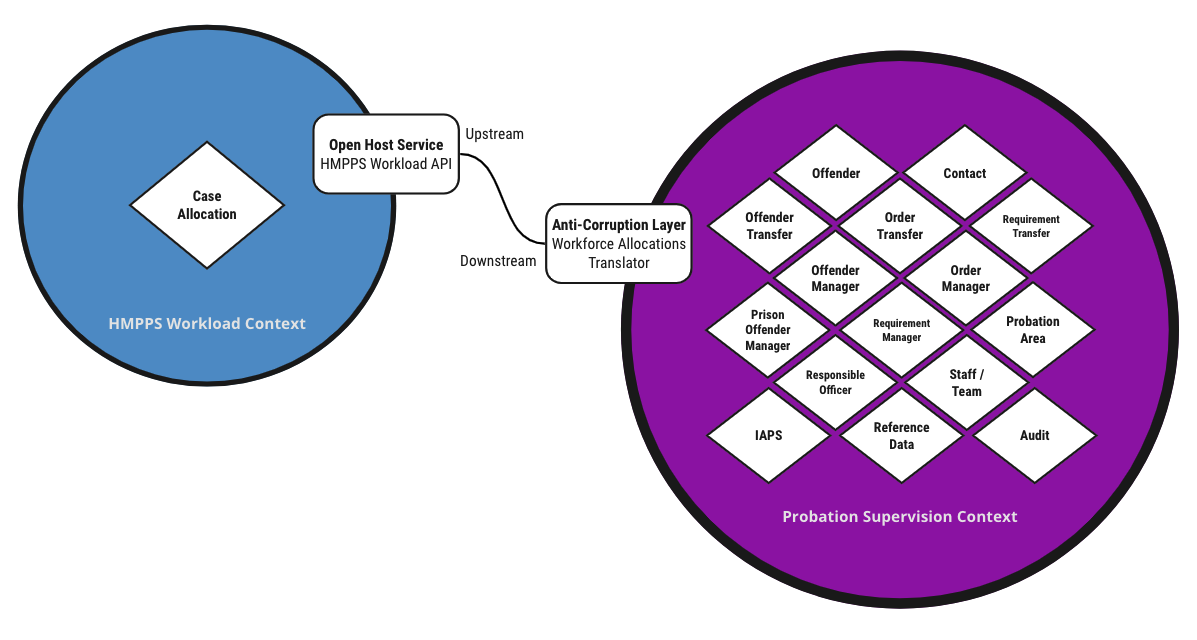 Case
Allocation
HMPPS Workload Context
Open Host Service
HMPPS Workload API
Upstream
Downstream
Anti-Corruption Layer
Workforce Allocations
Translator
Offender
Contact
Offender
Transfer
Order
Transfer
Requirement
Transfer
Offender
Manager
Order
Manager
Prison
Offender
Manager
Requirement
Manager
Probation
Area
Responsible
Officer
Staff /
Team
IAPS
Reference
Data
Audit
Probation Supervision Context